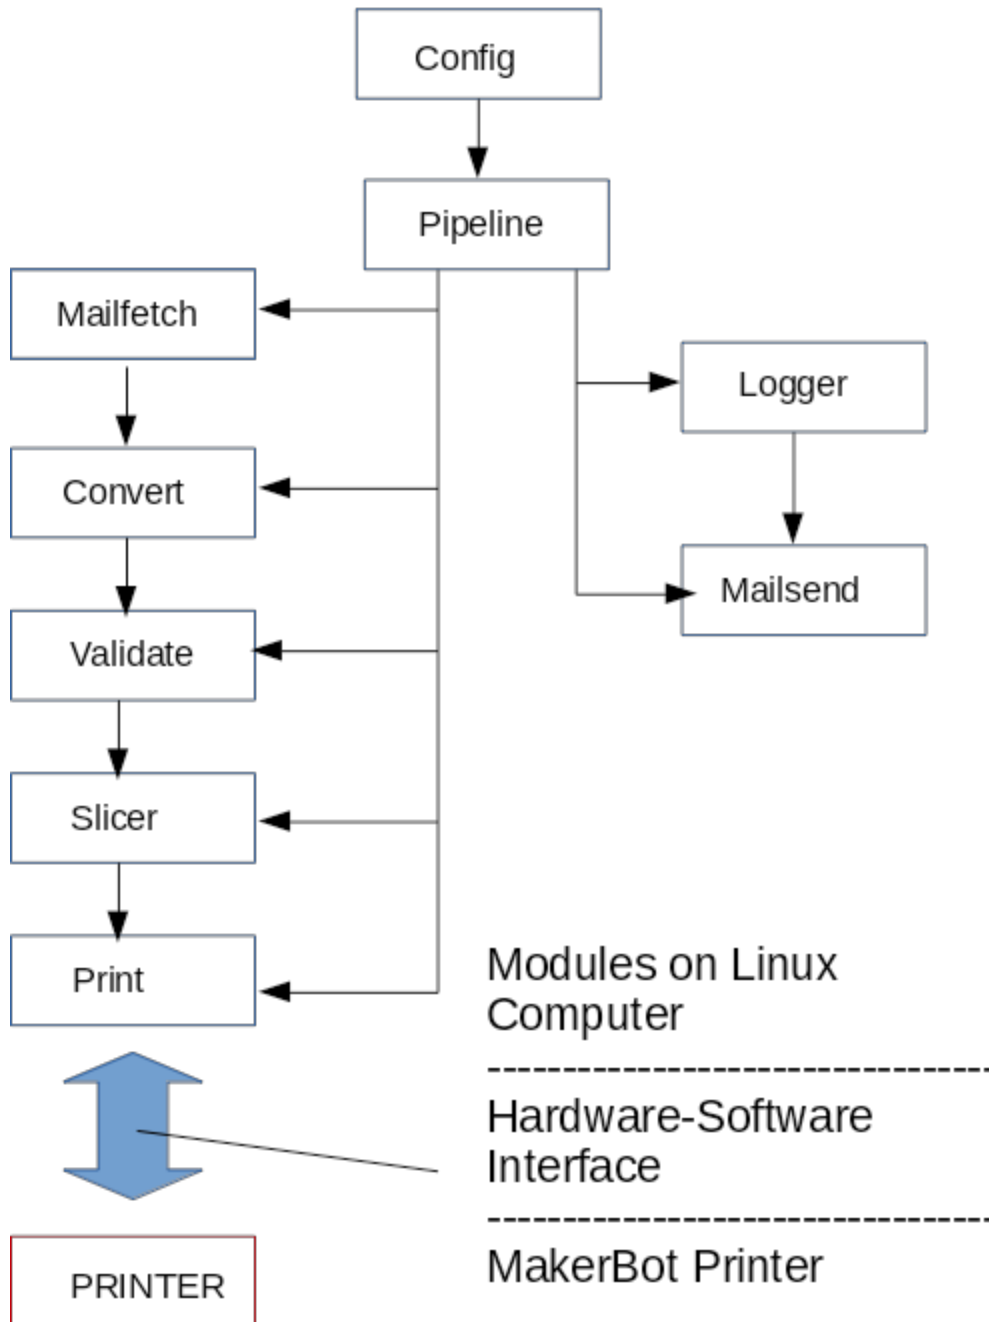 Config
Pipeline
Mailfetch
Logger
Convert
Mailsend
Validate
Slicer
Print
Modules on Linux
Computer
Hardware-Software
Interface
PRINTER
MakerBot Printer